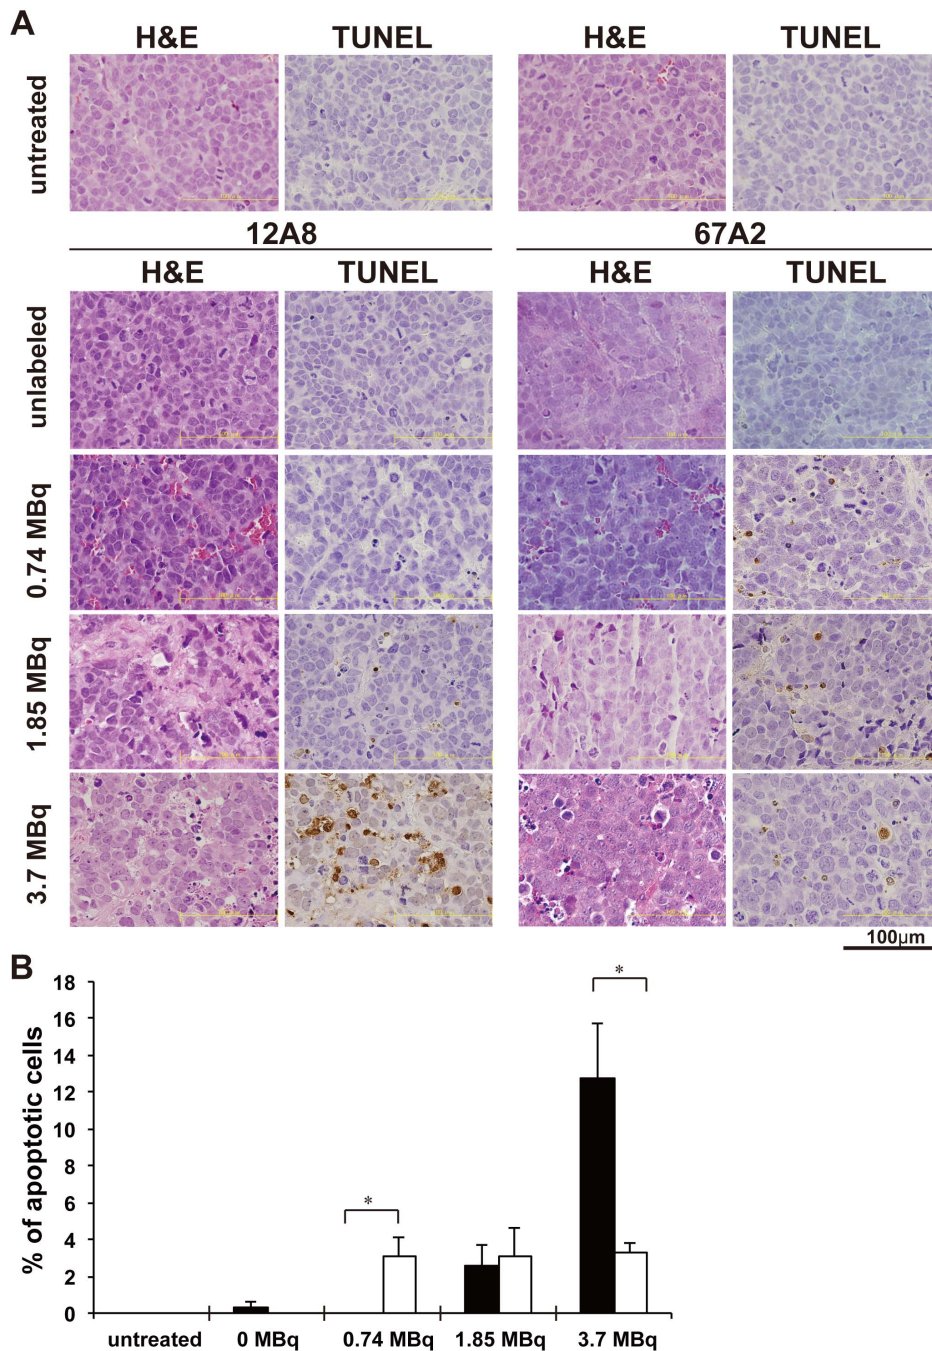 A
H&E TUNEL H&E TUNEL
untreated
12A8 67A2
H&E TUNEL H&E TUNEL
unlabeled
0.74 MBq
1.85 MBq
3.7 MBq
100μm
B
% of apoptotic cells
18
16
14
12
10
8
6
4
2
0
*
*
untreated 0 MBq 0.74 MBq 1.85 MBq 3.7 MBq